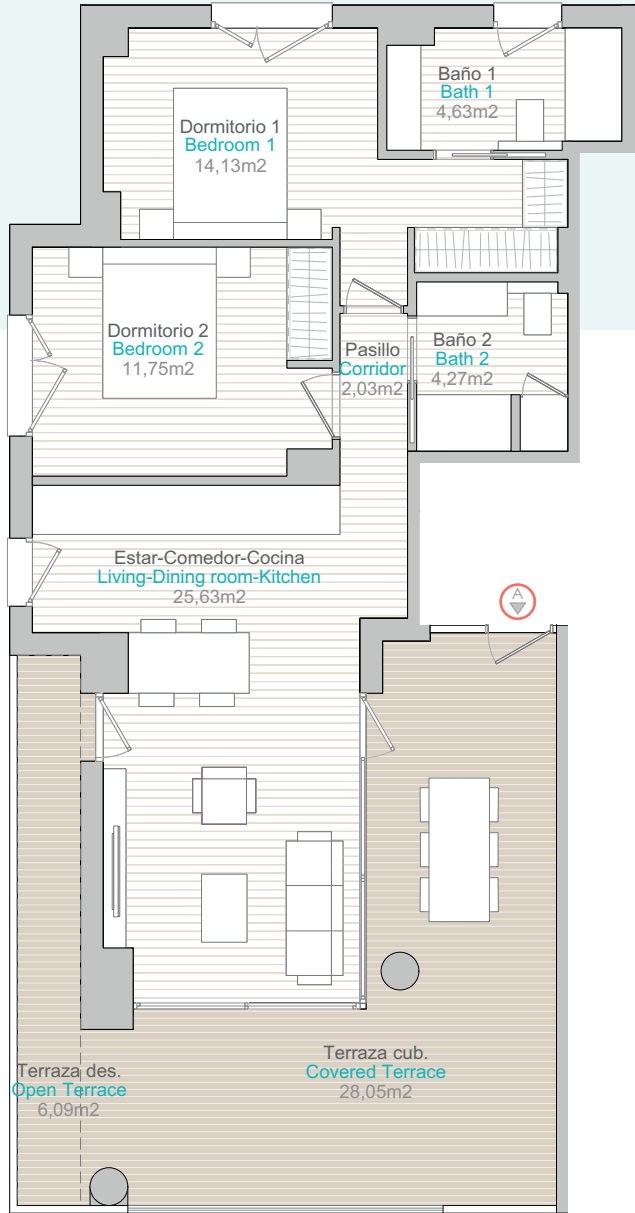 Baño 1
Bath 1
4,63m2
Dormitorio 1
Bedroom 1
14,13m2
Dormitorio 2
Bedroom 2
11,75m2
Pasillo
Corridor
2,03m2
Baño 2
Bath 2
4,27m2
Estar-Comedor-Cocina
Living-Dining room-Kitchen
25,63m2
A
Terraza des.
Open Terrace
6,09m2
Terraza cub.
Covered Terrace
28,05m2